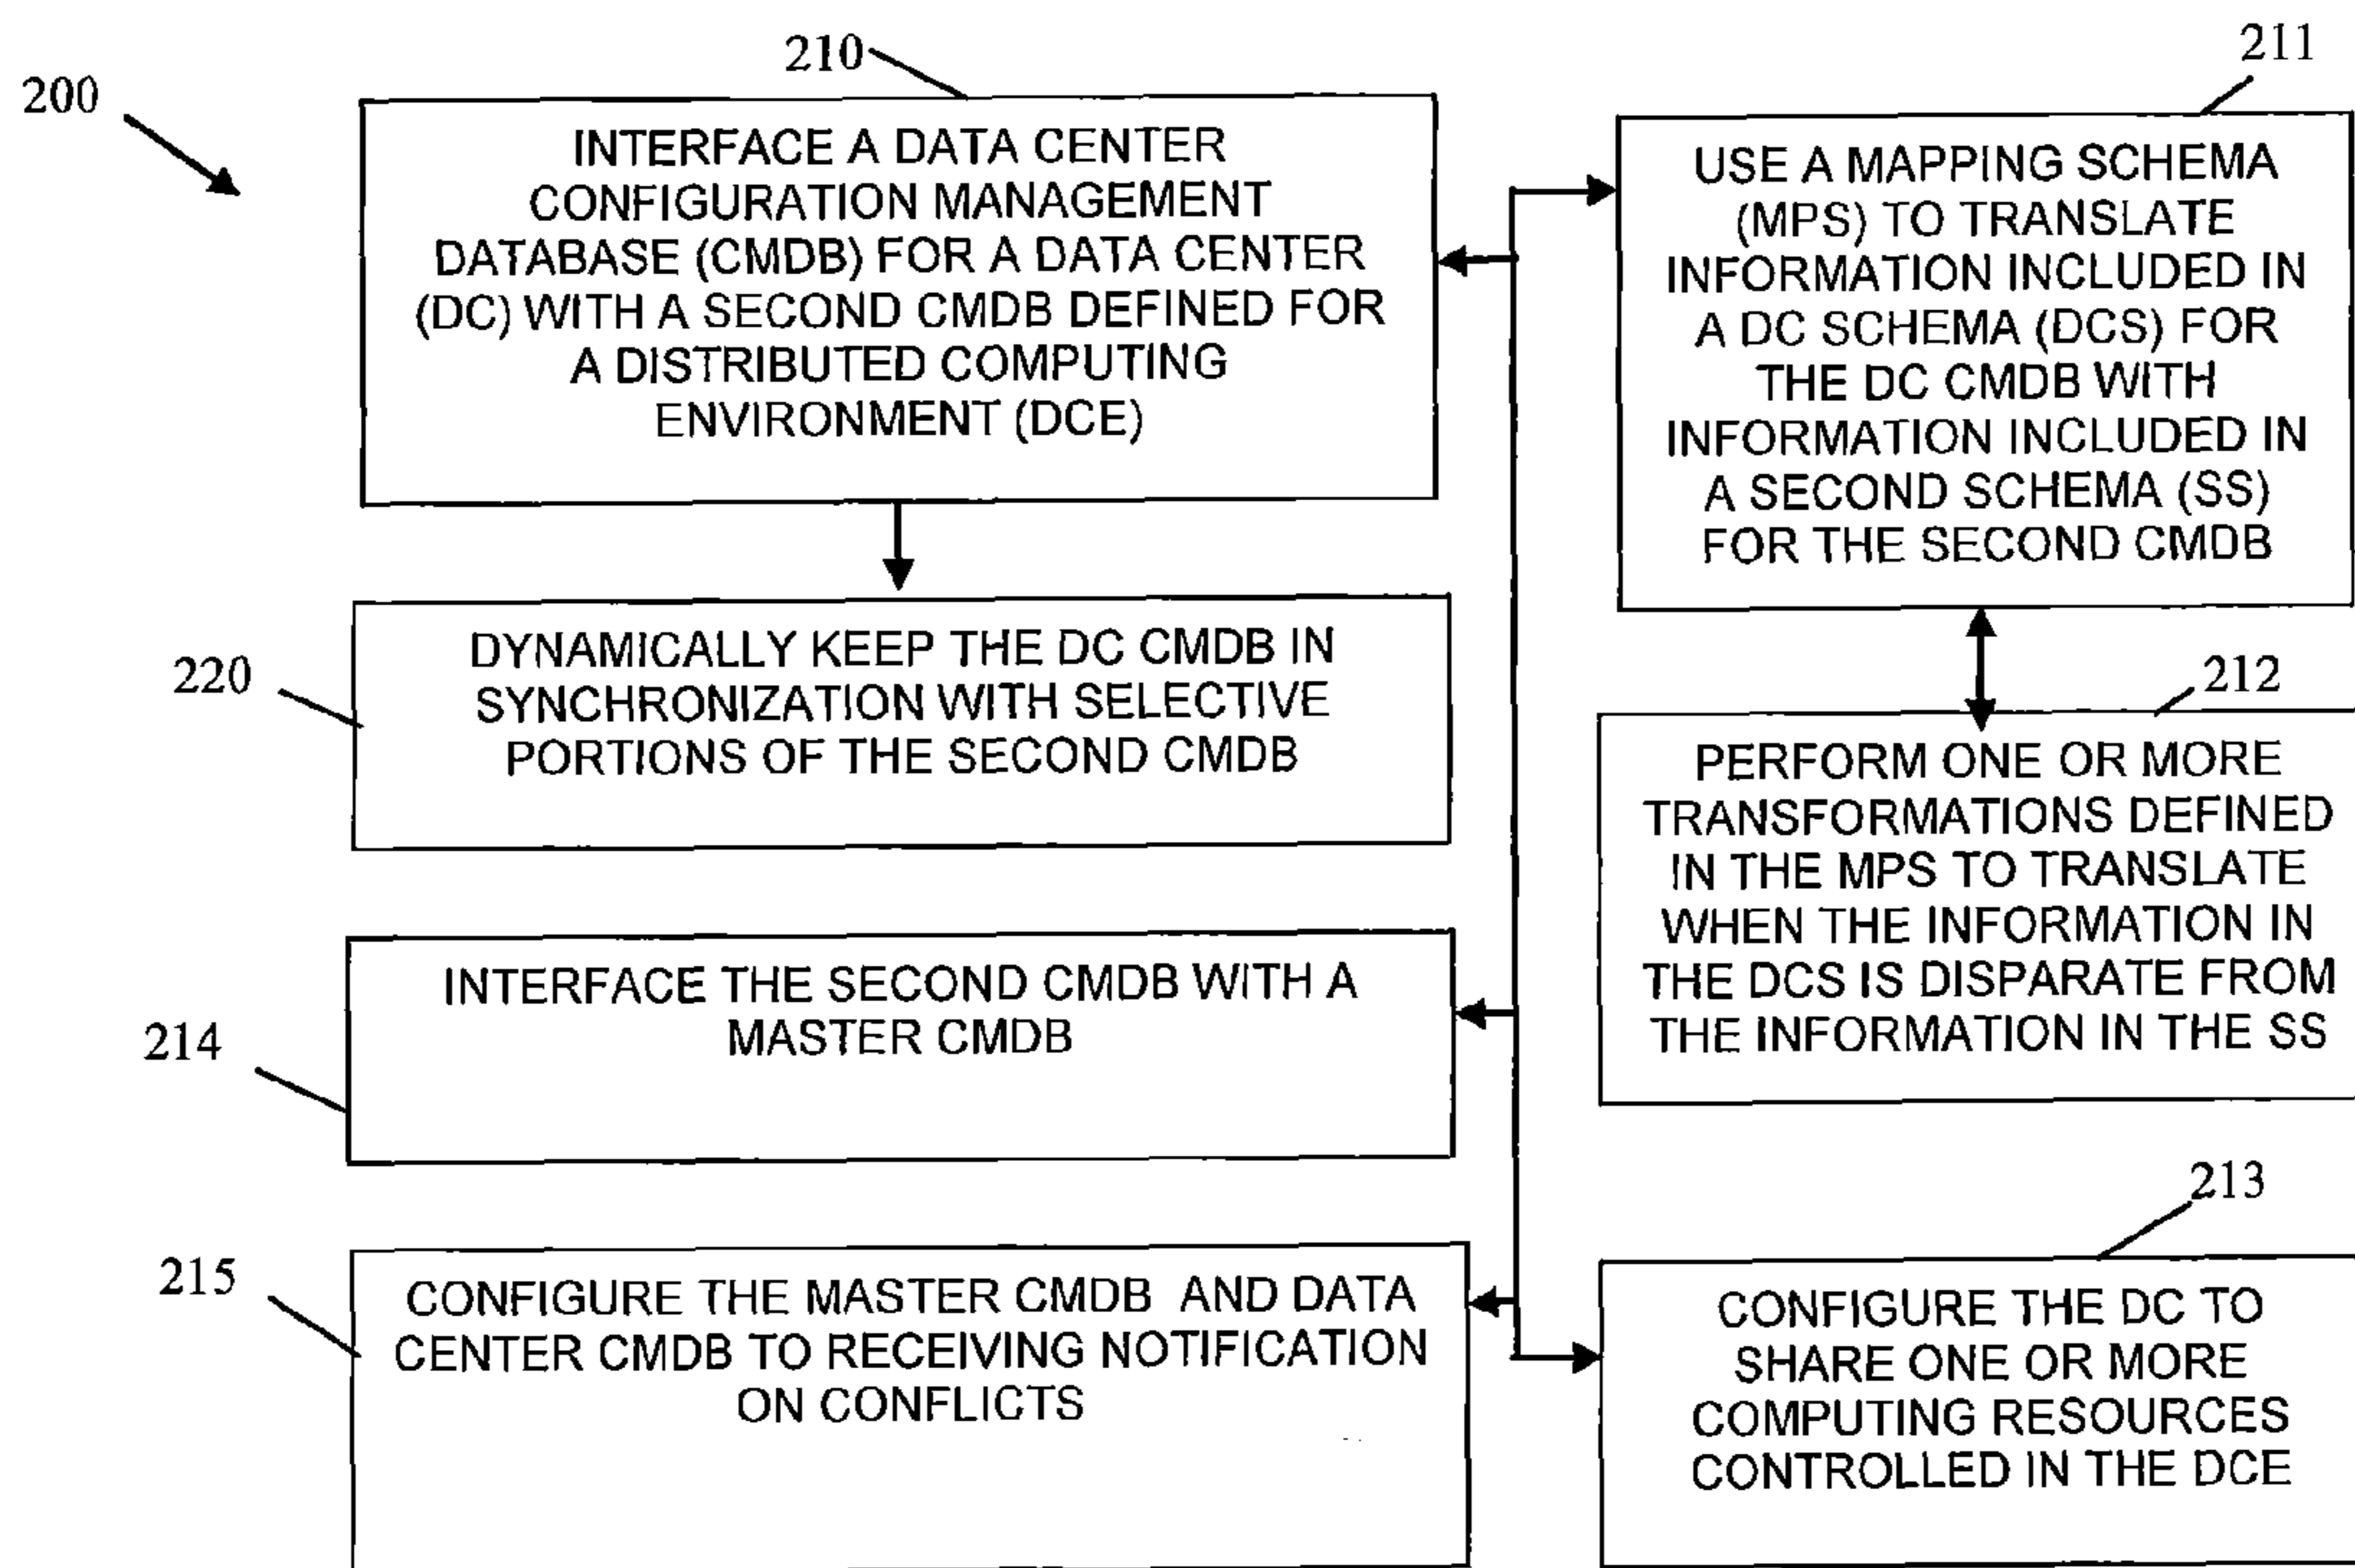 200
210
INTERFACE A DATA CENTER
CONFIGURATION MANAGEMENT
DATABASE (CMDB) FOR A DATA CENTER
(DC) WITH A SECOND CMDB DEFINED FOR
A DISTRIBUTED COMPUTING
ENVIRONMENT (DCE)
211
USE A MAPPING SCHEMA
(MPS) TO TRANSLATE
INFORMATION INCLUDED IN
A DC SCHEMA (DCS) FOR
THE DC CMDB WITH
INFORMATION INCLUDED IN
A SECOND SCHEMA (SS)
FOR THE SECOND CMDB
220
DYNAMICALLY KEEP THE DC CMDB IN
SYNCHRONIZATION WITH SELECTIVE
PORTIONS OF THE SECOND CMDB
212
PERFORM ONE OR MORE
TRANSFORMATIONS DEFINED
IN THE MPS TO TRANSLATE
WHEN THE INFORMATION IN
THE DCS IS DISPARATE FROM
THE INFORMATION IN THE SS
214
INTERFACE THE SECOND CMDB WITH A
MASTER CMDB
215
CONFIGURE THE MASTER CMDB AND DATA
CENTER CMDB TO RECEIVING NOTIFICATION
ON CONFLICTS
213
CONFIGURE THE DC TO
SHARE ONE OR MORE
COMPUTING RESOURCES
CONTROLLED IN THE DCE